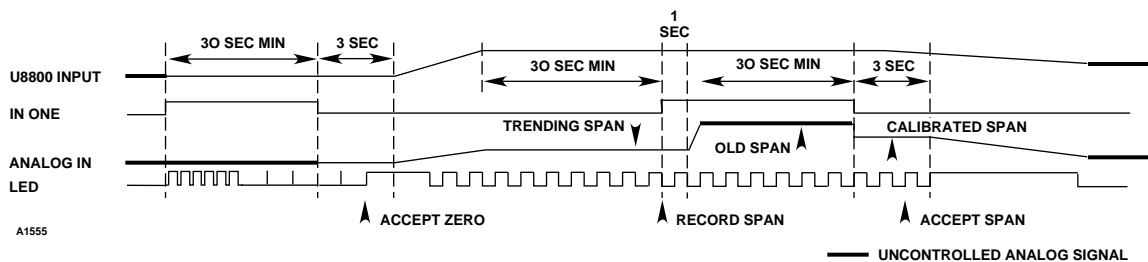 1
SEC
3O SEC MIN
3 SEC
3O SEC MIN
3O SEC MIN
3 SEC
U8800 INPUT
IN ONE
TRENDING SPAN
OLD SPAN
CALIBRATED SPAN
ANALOG IN
LED
ACCEPT ZERO
RECORD SPAN
ACCEPT SPAN
A1555
UNCONTROLLED ANALOG SIGNAL